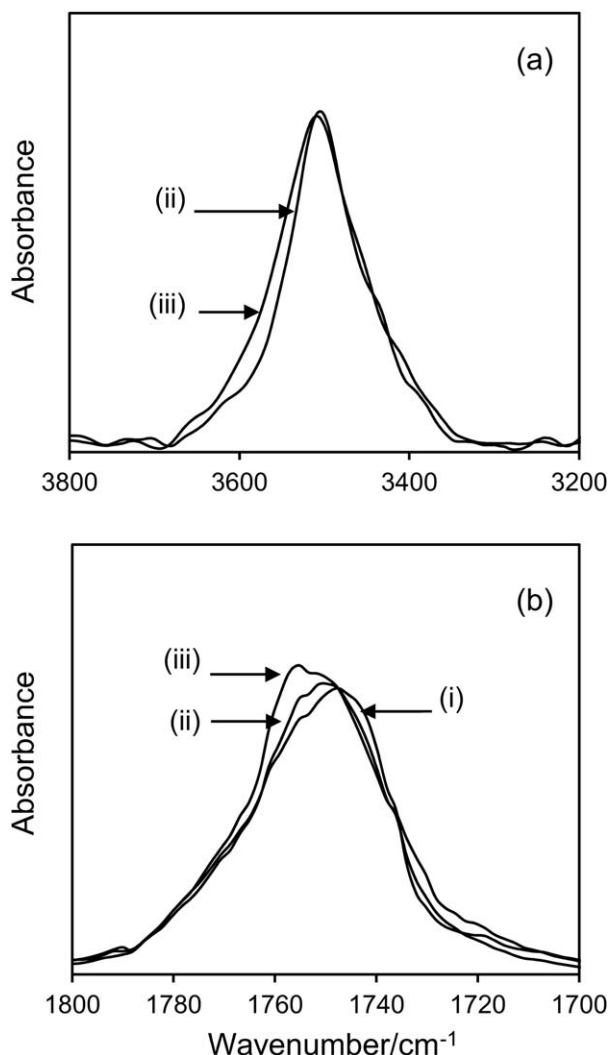 (a)
Absorbance
(ii)
(iii)
3800 3600 3400 3200
(b)
Absorbance
(iii)
(ii)
(i)
1800 1780 1760 1740 1720 1700
Wavenumber/cm⁻¹